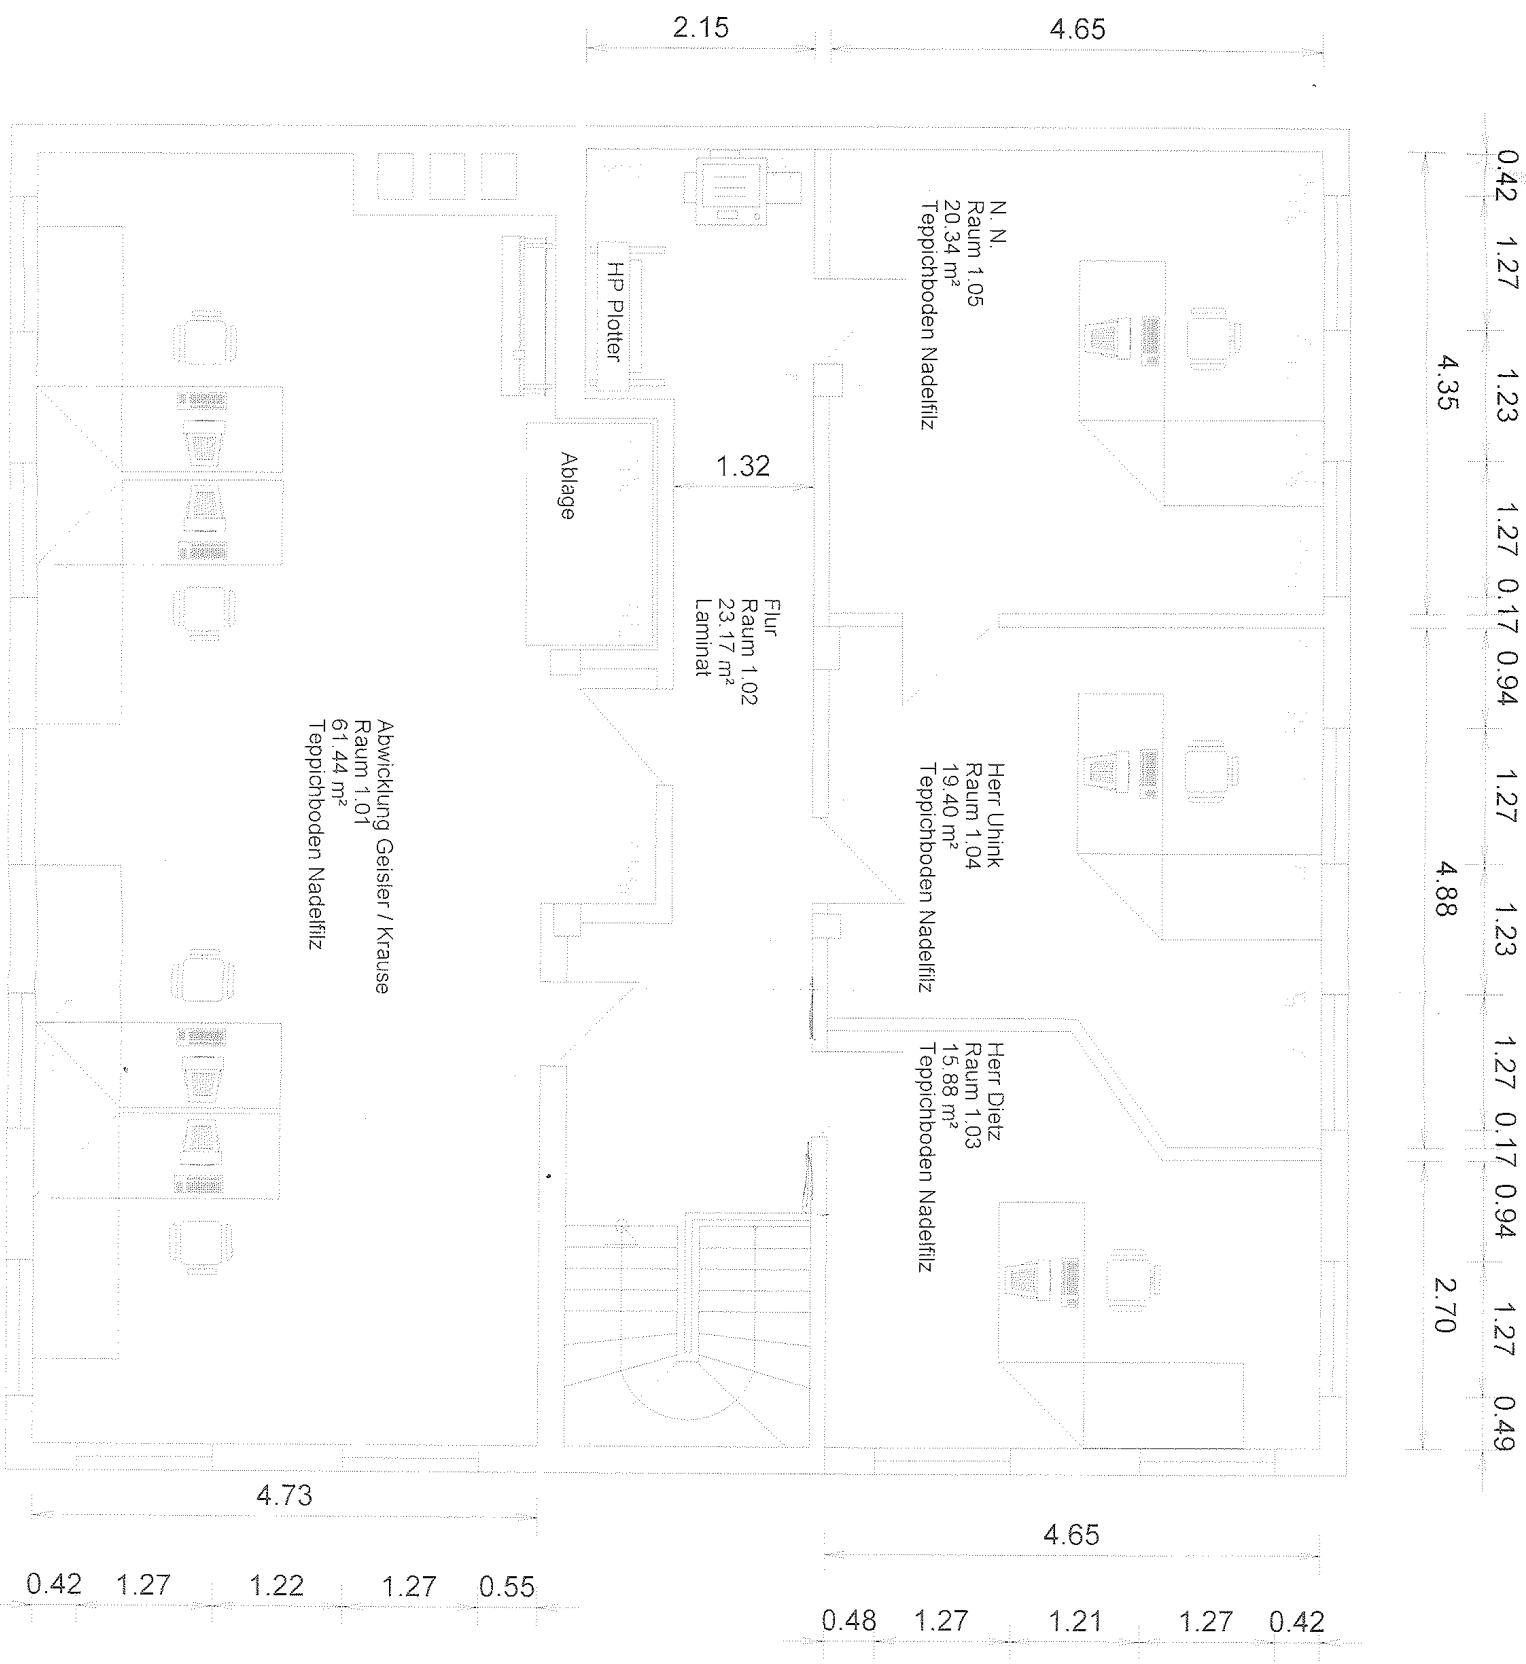 2.15
4.65
0.42
1.27
1.23
1.27
0.17
0.94
1.27
1.23
1.27
0.17
0.94
1.27
0.49
4.35
4.88
2.70
N. N.
Raum 1.05
20.34 m²
Teppichboden Nadelfilz
Herr Uhink
Raum 1.04
19.40 m²
Teppichboden Nadelfilz
Herr Dietz
Raum 1.03
15.88 m²
Teppichboden Nadelfilz
HP Plotter
1.32
Ablage
Flur
Raum 1.02
23.17 m²
Laminat
Abwicklung Geisler / Krause
Raum 1.01
61.44 m²
Teppichboden Nadelfilz
4.73
4.65
0.42
1.27
1.22
1.27
0.55
0.48
1.27
1.21
1.27
0.42